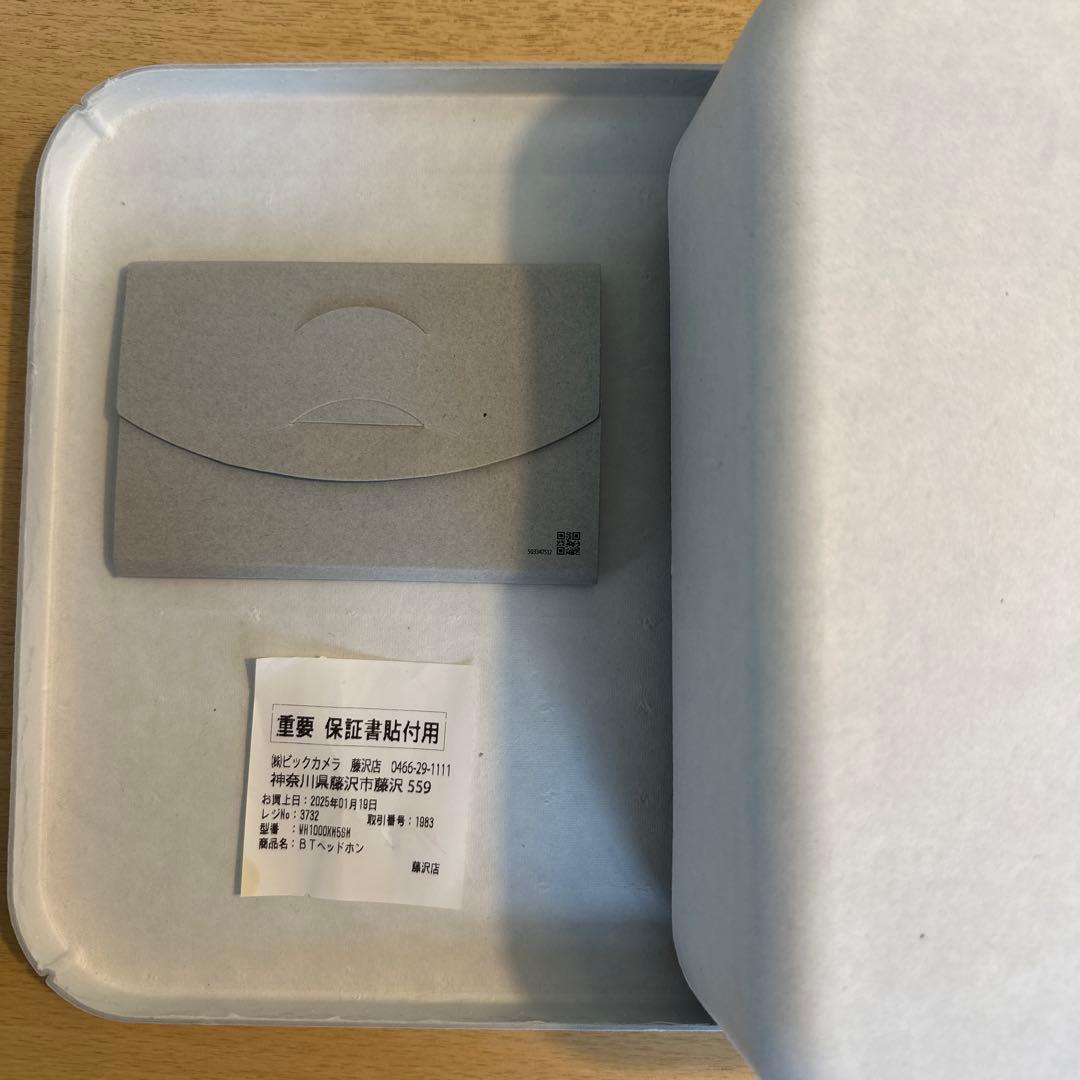 503347512
重要 保証書貼付用
㈱ビックカメラ 藤沢店 0466-29-1111
神奈川県藤沢市藤沢 559
お買上日:2025年01月19日
レジNo:3732 取引番号:1983
型番 :WH1000XM5SM
商品名:BTヘッドホン
藤沢店